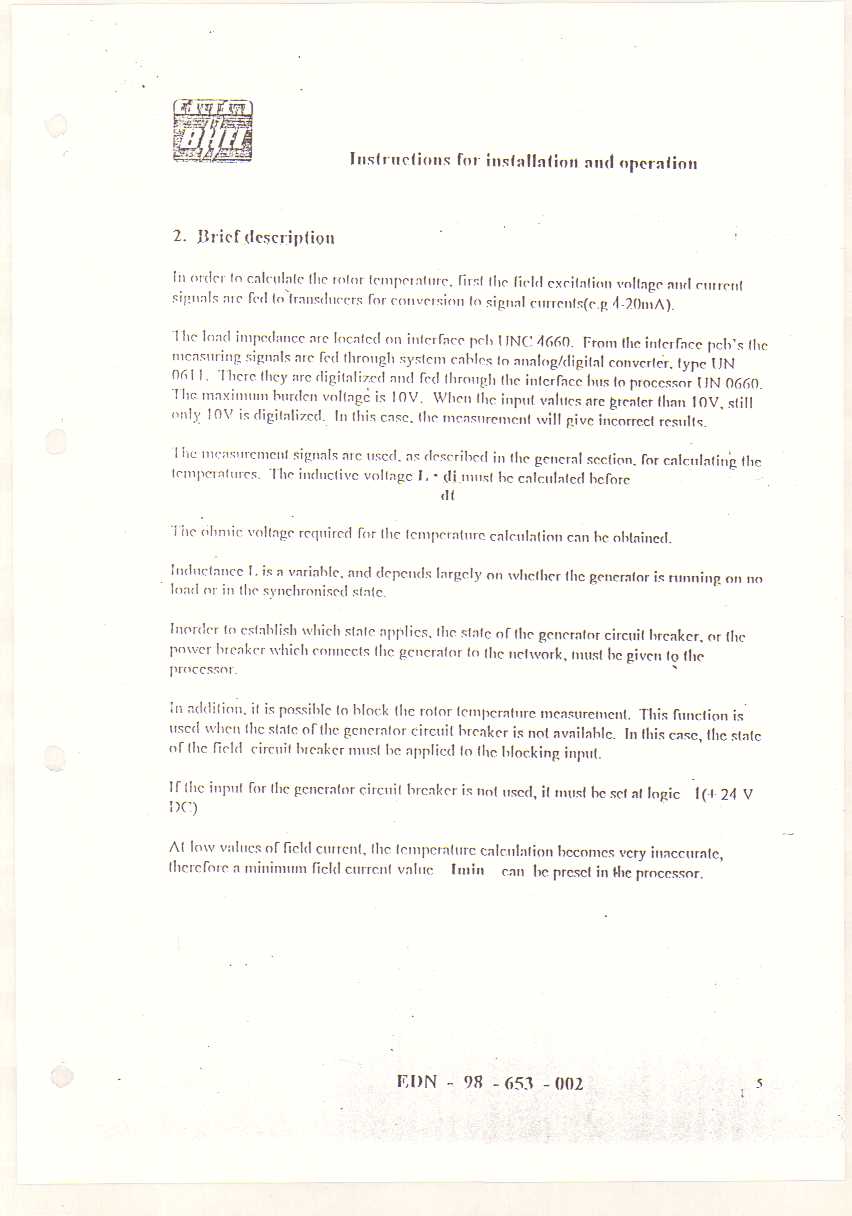 BHEL
Instructions for installation and operation
2. Brief description
In order to calculate the rotor temperature, first the field excitation voltage and current
signals are fed to transducers for conversion to signal currents(e.g 4-20mA).
The load impedance are located on interface pcb UNC 4660. From the interface pcb's the
measuring signals are fed through system cables to analog/digital converter, type UN
0611. There they are digitalized and fed through the interface bus to processor UN 0660.
The maximum burden voltage is 10V. When the input values are greater than 10V, still
only 10V is digitalized. In this case, the measurement will give incorrect results.
The measurement signals are used, as described in the general section, for calculating the
temperatures. The inductive voltage L * di must be calculated before
dt
The ohmic voltage required for the temperature calculation can be obtained.
Inductance L is a variable, and depends largely on whether the generator is running on no
load or in the synchronised state.
Inorder to establish which state applies, the state of the generator circuit breaker, or the
power breaker which connects the generator to the network, must be given to the
processor.
In addition, it is possible to block the rotor temperature measurement. This function is
used when the state of the generator circuit breaker is not available. In this case, the state
of the field circuit breaker must be applied to the blocking input.
If the input for the generator circuit breaker is not used, it must be set at logic 1(+ 24 V
DC)
At low values of field current, the temperature calculation becomes very inaccurate,
therefore a minimum field current value Imin can be preset in the processor.
EDN - 98 - 653 - 002
5